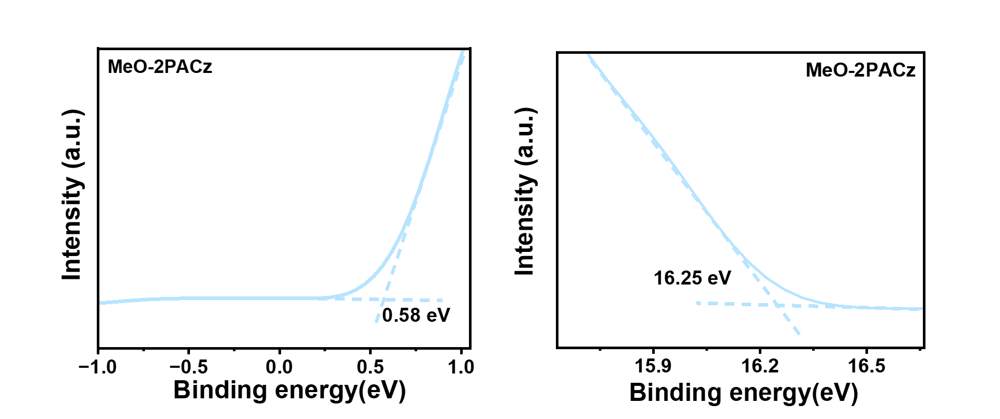 MeO-2PACz
Intensity (a.u.)
0.58 eV
−1.0 −0.5 0.0 0.5 1.0
Binding energy(eV)
MeO-2PACz
Intensity (a.u.)
16.25 eV
15.9 16.2 16.5
Binding energy(eV)